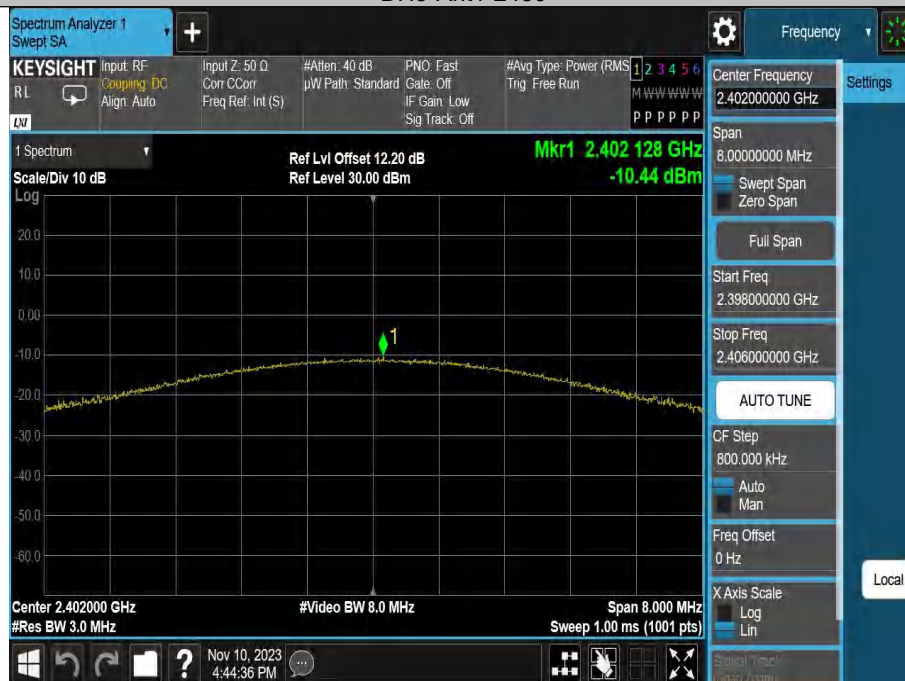 Spectrum Analyzer 1
Swept SA
+
Frequency
KEYSIGHT
RL
LXI
Input: RF
Coupling: DC
Align: Auto
Input Z: 50 Ω
Corr CCorr
Freq Ref: Int (S)
#Atten: 40 dB
µW Path: Standard
PNO: Fast
Gate: Off
IF Gain: Low
Sig Track: Off
#Avg Type: Power (RMS
Trig: Free Run
1 2 3 4 5 6
M W W W W W
P P P P P P
Center Frequency
2.402000000 GHz
Settings
Span
8.00000000 MHz
Swept Span
Zero Span
Full Span
Start Freq
2.398000000 GHz
Stop Freq
2.406000000 GHz
AUTO TUNE
CF Step
800.000 kHz
Auto
Man
Freq Offset
0 Hz
X Axis Scale
Log
Lin
Local
1 Spectrum
Scale/Div 10 dB
Ref Lvl Offset 12.20 dB
Ref Level 30.00 dBm
Mkr1 2.402 128 GHz
-10.44 dBm
Log
20.0
10.0
0.00
-10.0
-20.0
-30.0
-40.0
-50.0
-60.0
1
Center 2.402000 GHz
#Video BW 8.0 MHz
Span 8.000 MHz
#Res BW 3.0 MHz
Sweep 1.00 ms (1001 pts)
?
Nov 10, 2023
4:44:36 PM